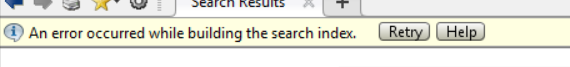 Search Results
An error occurred while building the search index. Retry Help